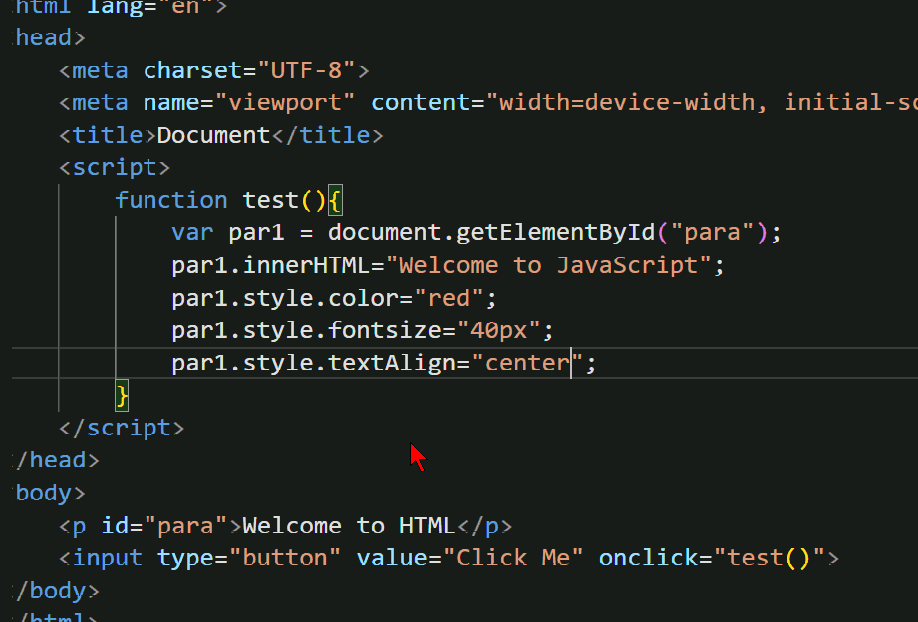 html lang="en">
head>
<meta charset="UTF-8">
<meta name="viewport" content="width=device-width, initial-sc
<title>Document</title>
<script>
function test(){
var par1 = document.getElementById("para");
par1.innerHTML="Welcome to JavaScript";
par1.style.color="red";
par1.style.fontsize="40px";
par1.style.textAlign="center";
}
</script>
/head>
body>
<p id="para">Welcome to HTML</p>
<input type="button" value="Click Me" onclick="test()">
/body>
/html>